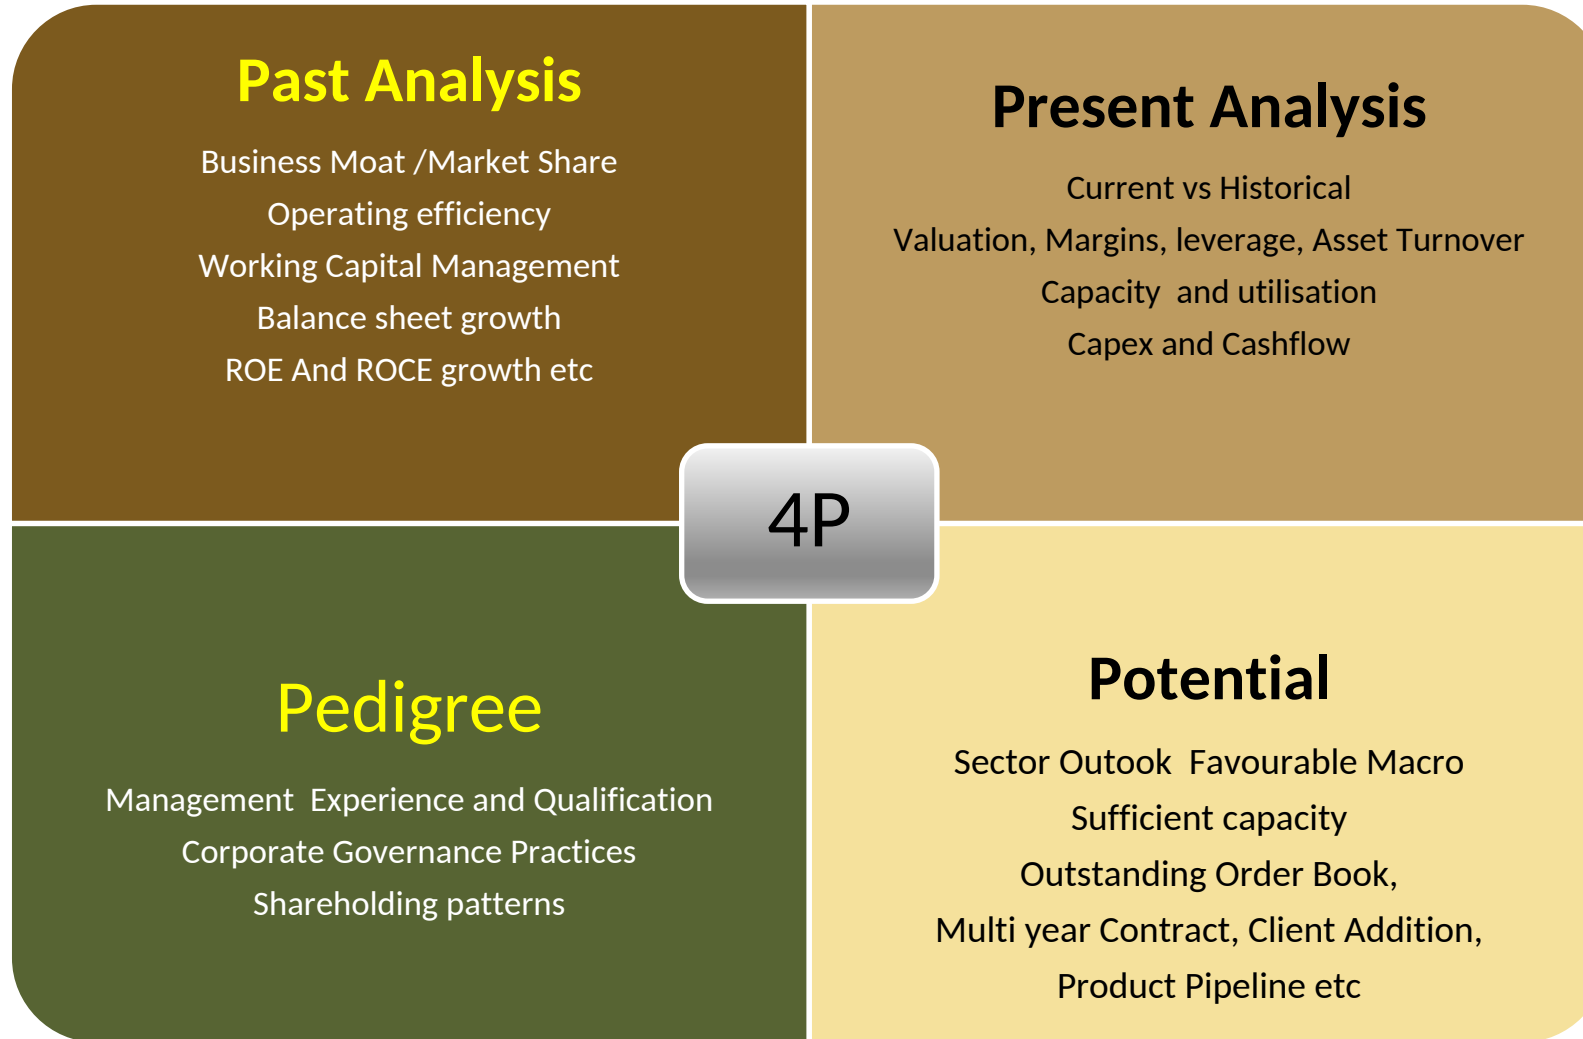 Past Analysis
Business Moat /Market Share
Operating efficiency
Working Capital Management
Balance sheet growth
ROE And ROCE growth etc
Present Analysis
Current vs Historical
Valuation, Margins, leverage, Asset Turnover
Capacity  and utilisation
Capex and Cashflow
4P
Pedigree
Management  Experience and Qualification
Corporate Governance Practices
Shareholding patterns
Potential
Sector Outook  Favourable Macro
Sufficient capacity
Outstanding Order Book,
Multi year Contract, Client Addition,
Product Pipeline etc